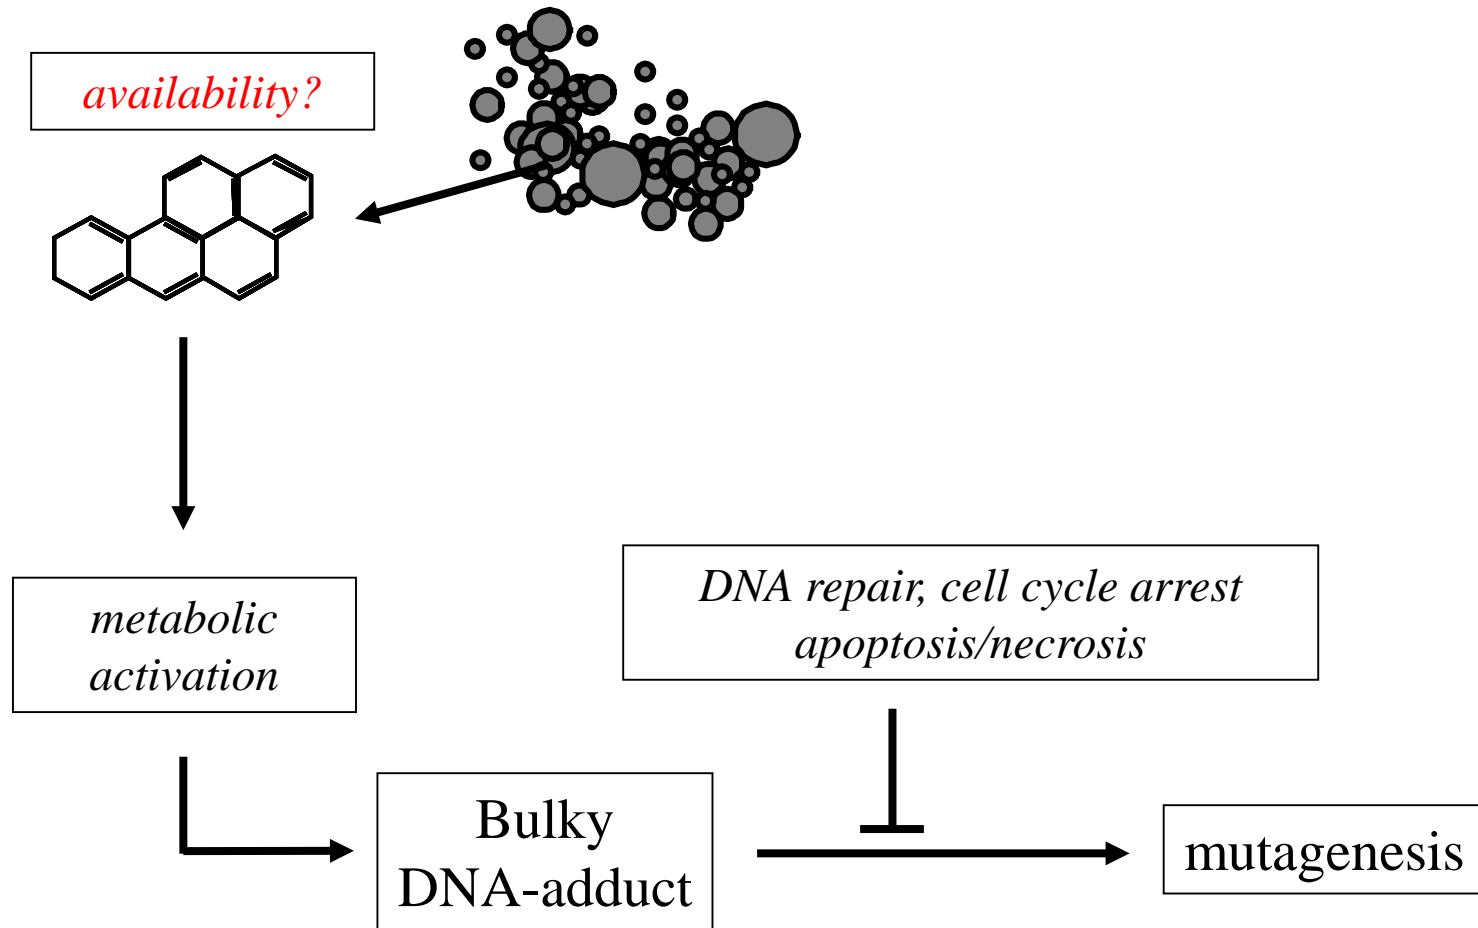 availability?
metabolic
activation
DNA repair, cell cycle arrest
apoptosis/necrosis
Bulky
DNA-adduct
mutagenesis